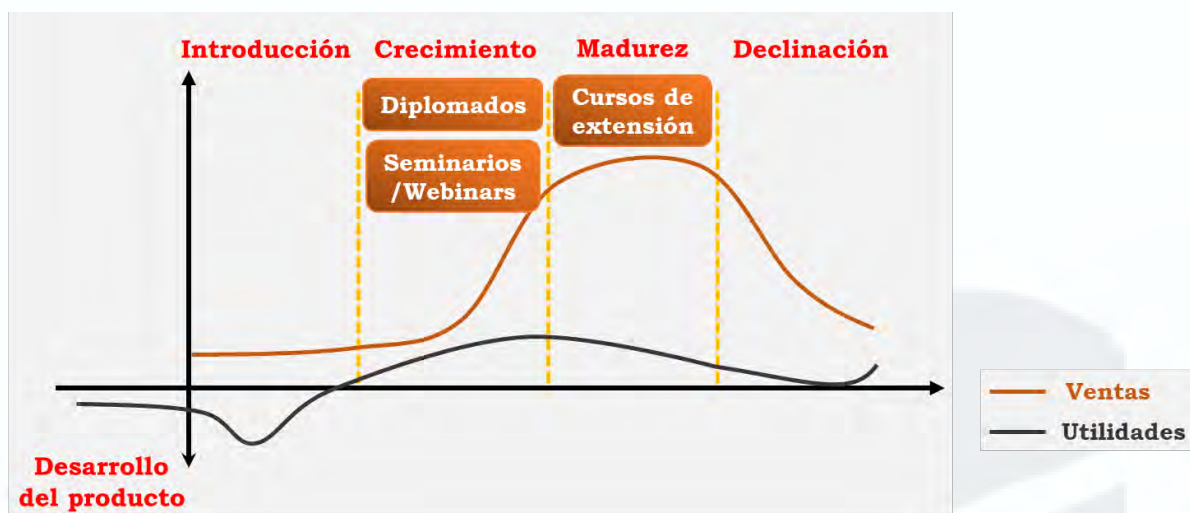 Introducción
Crecimiento
Madurez
Declinación
Diplomados
Cursos de
extensión
Seminarios
/Webinars
Ventas
Utilidades
Desarrollo
del producto